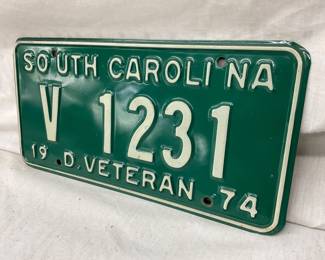 SOUTH CAROLINA
V 1231
19 D. VETERAN 74